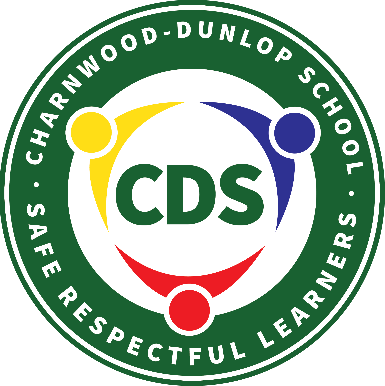 CHARNWOOD-DUNLOP SCHOOL
CDS
· SAFE RESPECTFUL LEARNERS ·